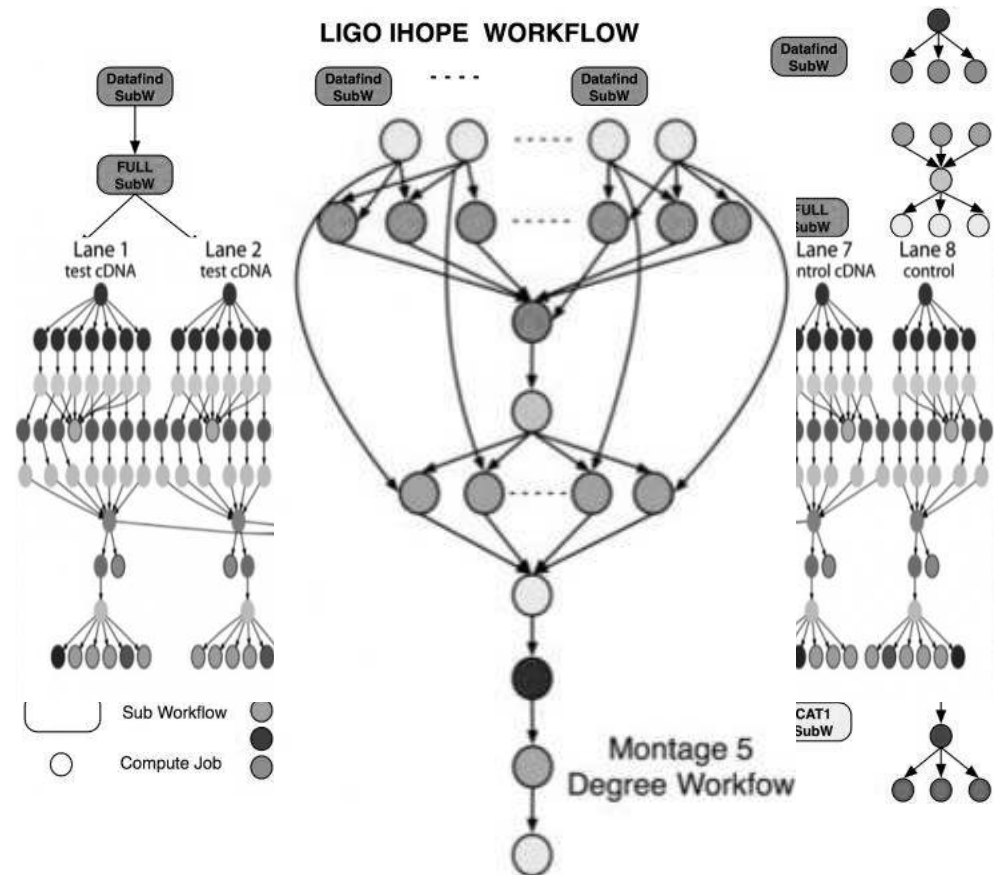 LIGO IHOPE WORKFLOW
Datafind
SubW
Datafind
SubW
Datafind
SubW
Datafind
SubW
FULL
SubW
FULL
SubW
Lane 1
test cDNA
Lane 2
test cDNA
Lane 7
ntrol cDNA
Lane 8
control
Sub Workflow
Compute Job
CAT1
SubW
Montage 5
Degree Workfow